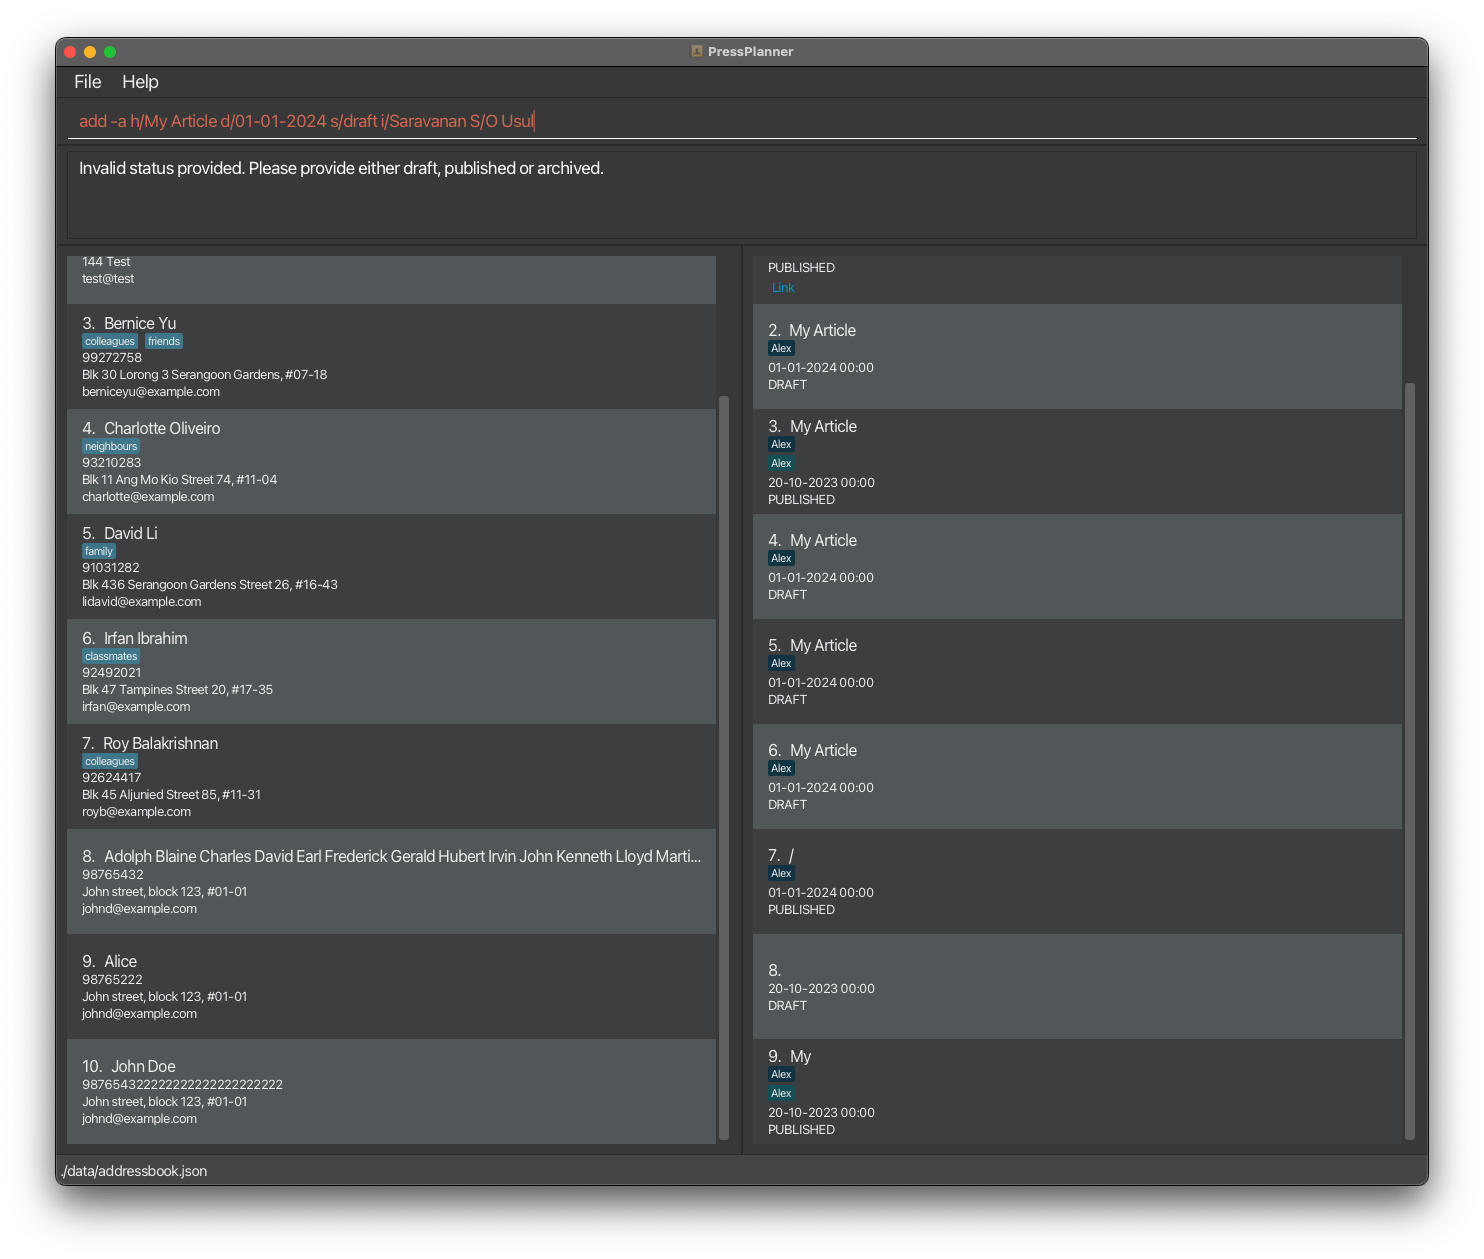 PressPlanner
File Help
add -a h/My Article d/01-01-2024 s/draft i/Saravanan S/O Usul
Invalid status provided. Please provide either draft, published or archived.
144 Test
test@test
3. Bernice Yu
colleagues friends
99272758
Blk 30 Lorong 3 Serangoon Gardens, #07-18
berniceyu@example.com
4. Charlotte Oliveiro
neighbours
93210283
Blk 11 Ang Mo Kio Street 74, #11-04
charlotte@example.com
5. David Li
family
91031282
Blk 436 Serangoon Gardens Street 26, #16-43
lidavid@example.com
6. Irfan Ibrahim
classmates
92492021
Blk 47 Tampines Street 20, #17-35
irfan@example.com
7. Roy Balakrishnan
colleagues
92624417
Blk 45 Aljunied Street 85, #11-31
royb@example.com
8. Adolph Blaine Charles David Earl Frederick Gerald Hubert Irvin John Kenneth Lloyd Marti...
98765432
John street, block 123, #01-01
johnd@example.com
9. Alice
98765222
John street, block 123, #01-01
johnd@example.com
10. John Doe
987654322222222222222222222
John street, block 123, #01-01
johnd@example.com
PUBLISHED
Link
2. My Article
Alex
01-01-2024 00:00
DRAFT
3. My Article
Alex
Alex
20-10-2023 00:00
PUBLISHED
4. My Article
Alex
01-01-2024 00:00
DRAFT
5. My Article
Alex
01-01-2024 00:00
DRAFT
6. My Article
Alex
01-01-2024 00:00
DRAFT
7. /
Alex
01-01-2024 00:00
PUBLISHED
8.
20-10-2023 00:00
DRAFT
9. My
Alex
Alex
20-10-2023 00:00
PUBLISHED
./data/addressbook.json